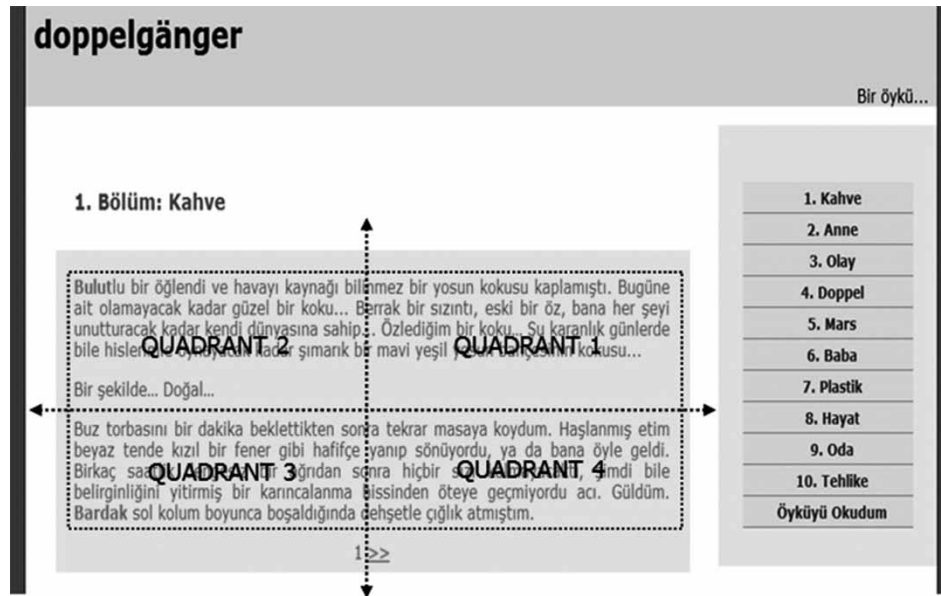 doppelgänger
Bir öykü...
1. Bölüm: Kahve
Bulutlu bir öğlendi ve havayı kaynağı bilinmez bir yosun kokusu kaplamıştı. Bugüne
ait olamayacak kadar güzel bir koku... Berrak bir sızıntı, eski bir öz, bana her şeyi
unutturacak kadar kendi dünyasına sahip... Özlediğim bir koku... Şu karanlık günlerde
bile kadar şımarık bir mavi yeşil yosun kokusu...
QUADRANT 2
QUADRANT 1
Bir şekilde... Doğal...
Buz torbasını bir dakika beklettikten sonra tekrar masaya koydum. Haşlanmış etim
beyaz tende kızıl bir fener gibi hafifçe yanıp sönüyordu, ya da bana öyle geldi.
Birkaç bir ağrıdan sonra hiçbir şimdi bile
QUADRANT 3
QUADRANT 4
belirginliğini yitirmiş bir karıncalanma hissinden öteye geçmiyordu acı. Güldüm.
Bardak sol kolum boyunca boşaldığında dehşetle çığlık atmıştım.
1 >>
1. Kahve
2. Anne
3. Olay
4. Doppel
5. Mars
6. Baba
7. Plastik
8. Hayat
9. Oda
10. Tehlike
Öyküyü Okudum